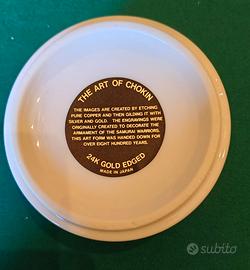 THE ART OF CHOKIN
THE IMAGES ARE CREATED BY ETCHING
PURE COPPER AND THEN GILDING IT WITH
SILVER AND GOLD. THE ENGRAVINGS WERE
ORIGINALLY CREATED TO DECORATE THE
ARMAMENT OF THE SAMURAI WARRIORS.
THIS ART FORM WAS HANDED DOWN FOR
OVER EIGHT HUNDRED YEARS.
24K GOLD EDGED
MADE IN JAPAN
subito